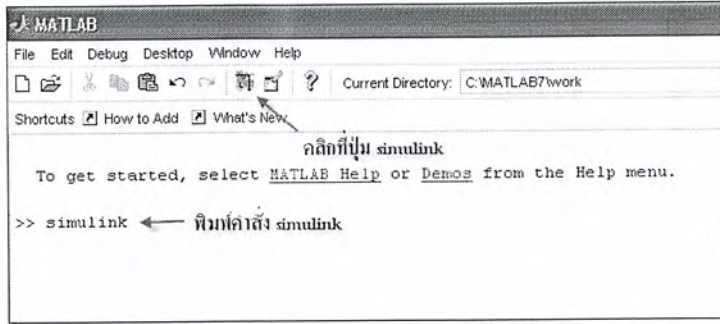 MATLAB
File Edit Debug Desktop Window Help
? Current Directory: C:\MATLAB7\work
Shortcuts How to Add What's New
คลิกที่ปุ่ม simulink
To get started, select MATLAB Help or Demos from the Help menu.
>> simulink พิมพ์คำสั่ง simulink